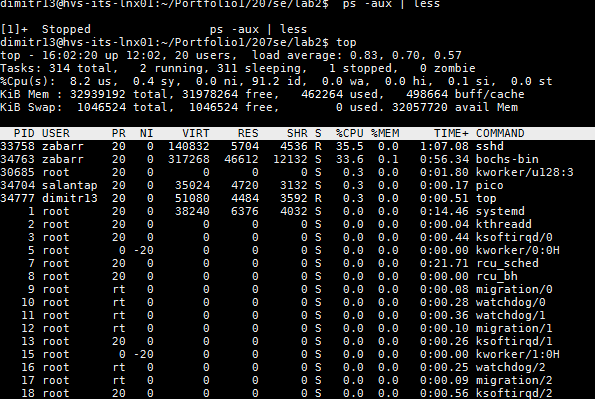 dimitr13@hvs-its-lnx01:~/Portfolio1/207se/lab2$  ps -aux | less
[1]+  Stopped                 ps -aux | less
dimitr13@hvs-its-lnx01:~/Portfolio1/207se/lab2$ top
top - 16:02:20 up 12:02, 20 users,  load average: 0.83, 0.70, 0.57
Tasks: 314 total,   2 running, 311 sleeping,   1 stopped,   0 zombie
%Cpu(s):  8.2 us,  0.4 sy,  0.0 ni, 91.2 id,  0.0 wa,  0.0 hi,  0.1 si,  0.0 st
KiB Mem : 32939192 total, 31978264 free,   462264 used,   498664 buff/cache
KiB Swap:  1046524 total,  1046524 free,        0 used, 32057720 avail Mem
  PID USER      PR  NI    VIRT    RES    SHR S  %CPU %MEM     TIME+ COMMAND
33758 zabarr    20   0  140832   5704   4536 R  35.5  0.0   1:07.08 sshd
34763 zabarr    20   0  317268  46612  12132 S  33.6  0.1   0:56.34 bochs-bin
30685 root      20   0       0      0      0 S   0.3  0.0   0:01.80 kworker/u128:3
34704 salantap  20   0   35024   4720   3132 S   0.3  0.0   0:00.17 pico
34777 dimitr13  20   0   51080   4484   3592 R   0.3  0.0   0:00.51 top
    1 root      20   0   38240   6376   4032 S   0.0  0.0   0:14.46 systemd
    2 root      20   0       0      0      0 S   0.0  0.0   0:00.04 kthreadd
    3 root      20   0       0      0      0 S   0.0  0.0   0:00.44 ksoftirqd/0
    5 root       0 -20       0      0      0 S   0.0  0.0   0:00.00 kworker/0:0H
    7 root      20   0       0      0      0 S   0.0  0.0   0:21.71 rcu_sched
    8 root      20   0       0      0      0 S   0.0  0.0   0:00.00 rcu_bh
    9 root      rt   0       0      0      0 S   0.0  0.0   0:00.08 migration/0
   10 root      rt   0       0      0      0 S   0.0  0.0   0:00.28 watchdog/0
   11 root      rt   0       0      0      0 S   0.0  0.0   0:00.36 watchdog/1
   12 root      rt   0       0      0      0 S   0.0  0.0   0:00.10 migration/1
   13 root      20   0       0      0      0 S   0.0  0.0   0:00.26 ksoftirqd/1
   15 root       0 -20       0      0      0 S   0.0  0.0   0:00.00 kworker/1:0H
   16 root      rt   0       0      0      0 S   0.0  0.0   0:00.25 watchdog/2
   17 root      rt   0       0      0      0 S   0.0  0.0   0:00.09 migration/2
   18 root      20   0       0      0      0 S   0.0  0.0   0:00.56 ksoftirqd/2